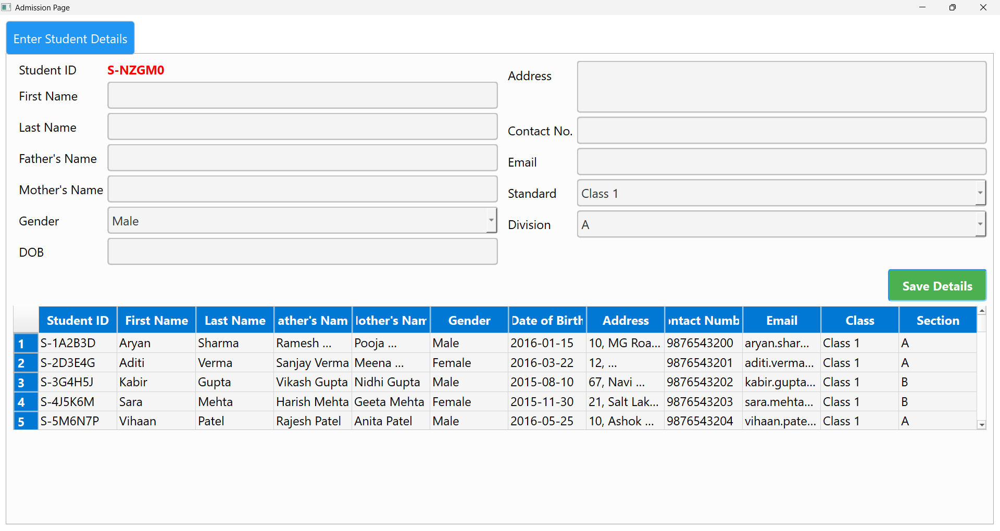 Admission Page
Enter Student Details
Student ID S-NZGM0
First Name
Last Name
Father's Name
Mother's Name
Gender Male
DOB
Address
Contact No.
Email
Standard Class 1
Division A
Save Details
Student ID First Name Last Name ather's Nam lother's Nam Gender Date of Birth Address ontact Numb Email Class Section
1 S-1A2B3D Aryan Sharma Ramesh ... Pooja ... Male 2016-01-15 10, MG Roa... 9876543200 aryan.shar... Class 1 A
2 S-2D3E4G Aditi Verma Sanjay Verma Meena ... Female 2016-03-22 12, ... 9876543201 aditi.verma... Class 1 A
3 S-3G4H5J Kabir Gupta Vikash Gupta Nidhi Gupta Male 2015-08-10 67, Navi ... 9876543202 kabir.gupta... Class 1 B
4 S-4J5K6M Sara Mehta Harish Mehta Geeta Mehta Female 2015-11-30 21, Salt Lak... 9876543203 sara.mehta... Class 1 B
5 S-5M6N7P Vihaan Patel Rajesh Patel Anita Patel Male 2016-05-25 10, Ashok ... 9876543204 vihaan.pate... Class 1 A